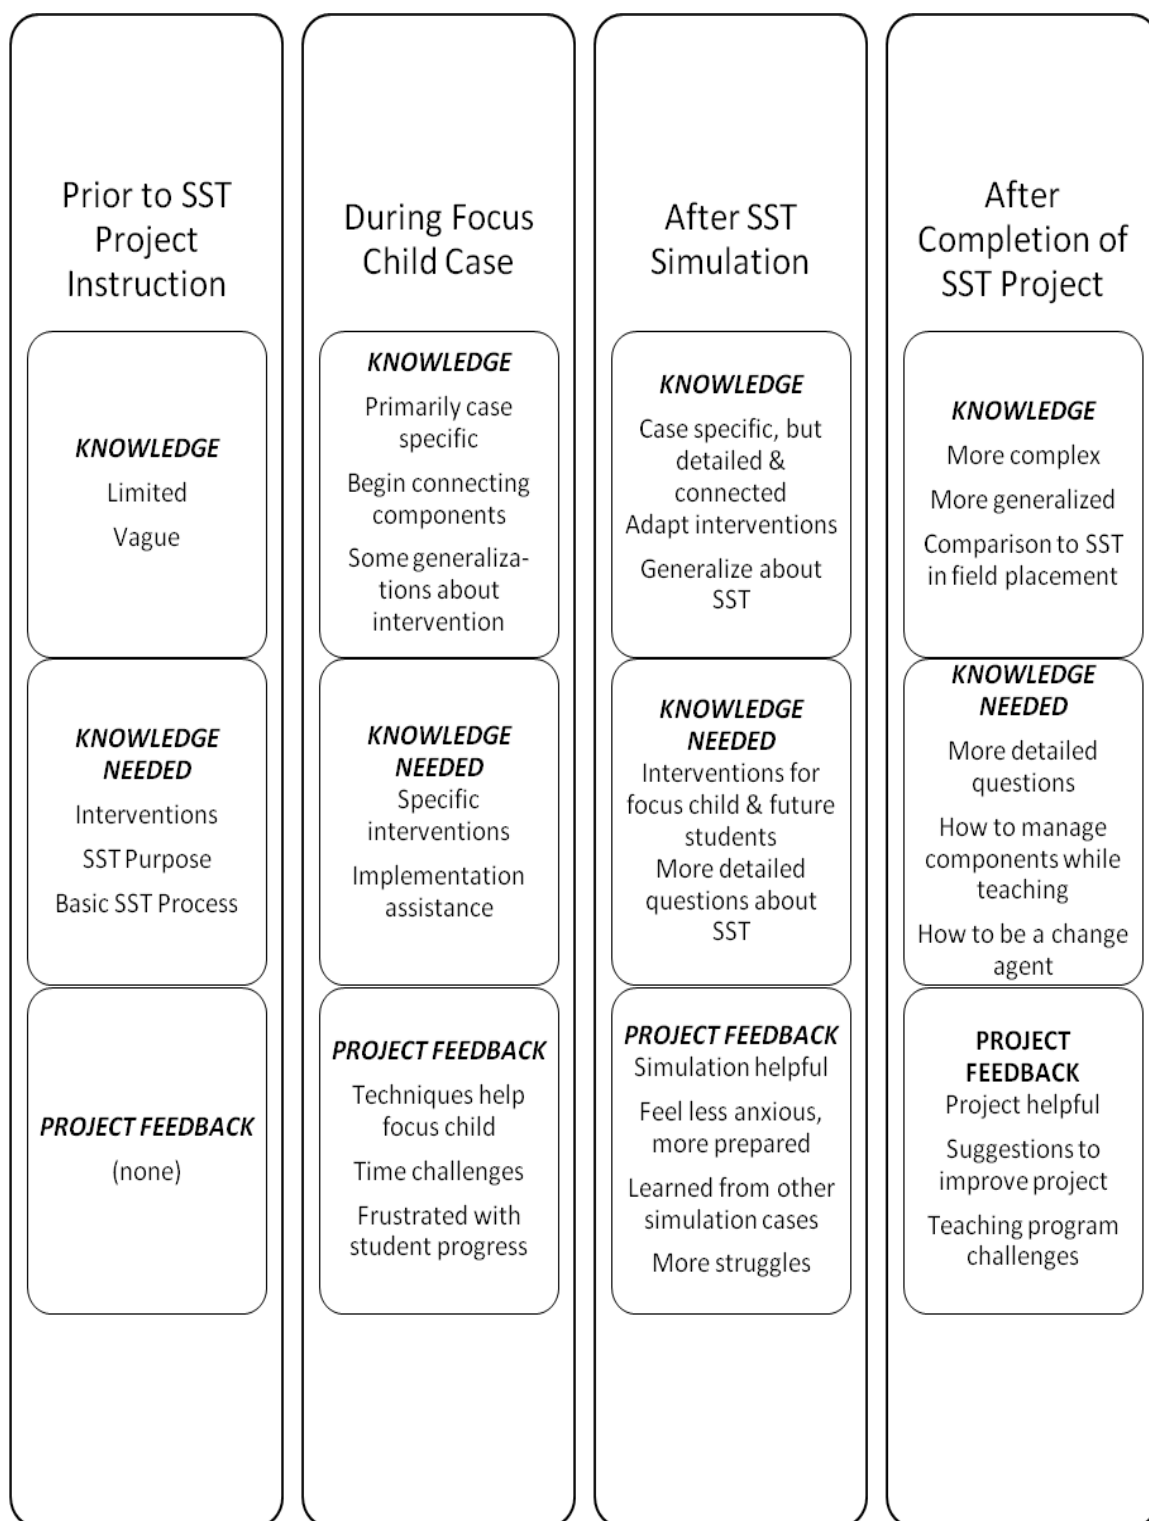 Prior to SST
Project
Instruction
KNOWLEDGE
Limited
Vague
KNOWLEDGE
NEEDED
Interventions
SST Purpose
Basic SST Process
PROJECT FEEDBACK
(none)
During Focus
Child Case
KNOWLEDGE
Primarily case
specific
Begin connecting
components
Some generaliza-
tions about
intervention
KNOWLEDGE
NEEDED
Specific
interventions
Implementation
assistance
PROJECT FEEDBACK
Techniques help
focus child
Time challenges
Frustrated with
student progress
After SST
Simulation
KNOWLEDGE
Case specific, but
detailed &
connected
Adapt interventions
Generalize about
SST
KNOWLEDGE
NEEDED
Interventions for
focus child & future
students
More detailed
questions about
SST
PROJECT FEEDBACK
Simulation helpful
Feel less anxious,
more prepared
Learned from other
simulation cases
More struggles
After
Completion of
SST Project
KNOWLEDGE
More complex
More generalized
Comparison to SST
in field placement
KNOWLEDGE
NEEDED
More detailed
questions
How to manage
components while
teaching
How to be a change
agent
PROJECT
FEEDBACK
Project helpful
Suggestions to
improve project
Teaching program
challenges